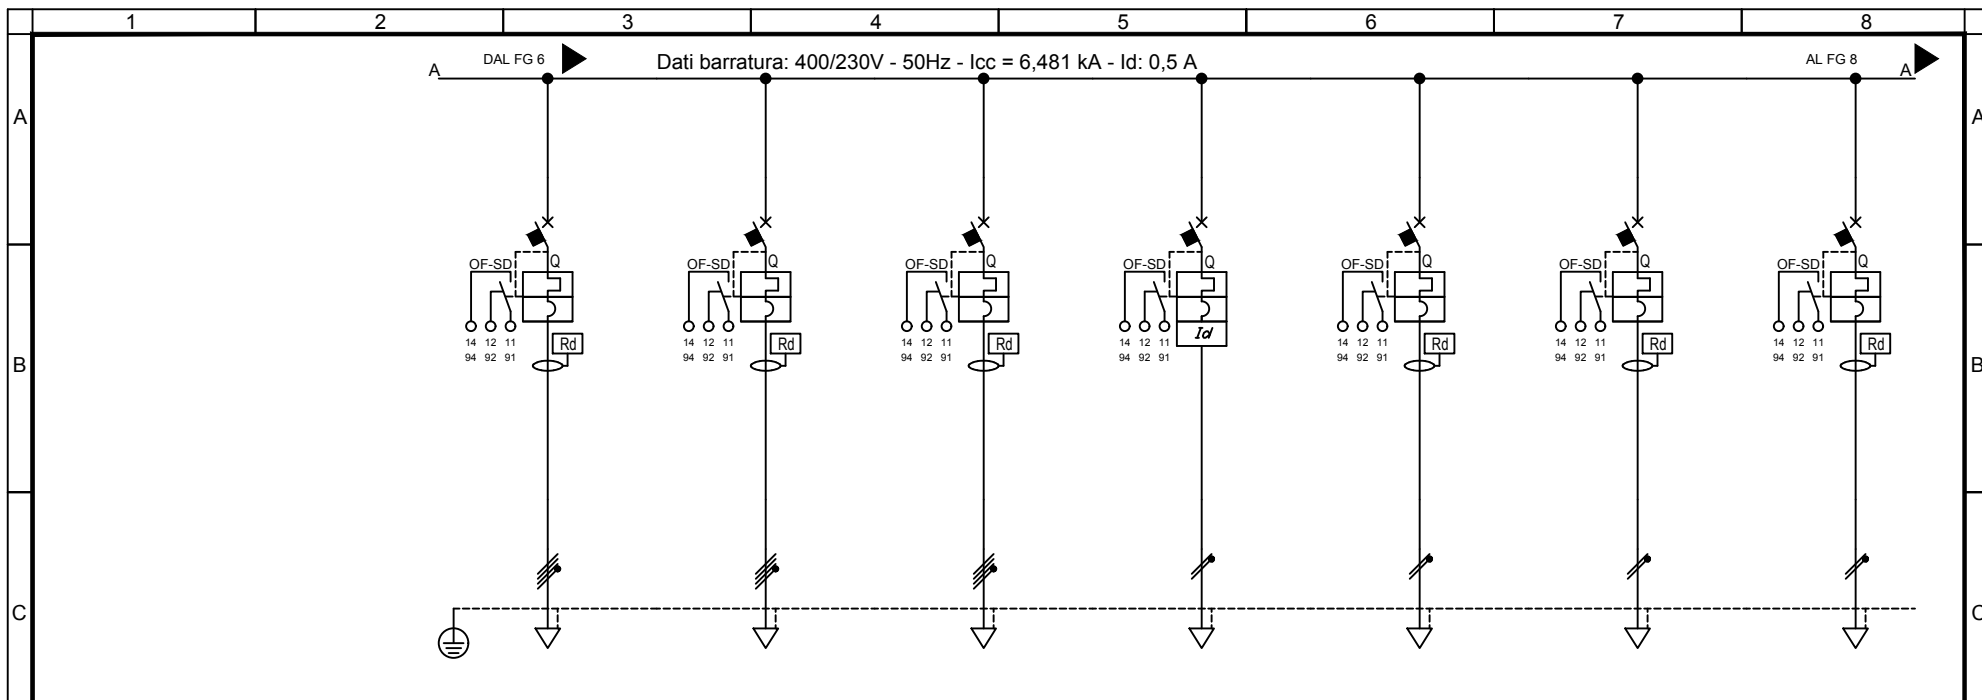 1 2 3 4 5 6 7 8
DAL FG 6 Dati barratura: 400/230V - 50Hz - Icc = 6,481 kA - Id: 0,5 A AL FG 8
A A
A A
Q Q Q Q Q Q Q
OF-SD OF-SD OF-SD OF-SD OF-SD OF-SD OF-SD
Id
14 12 11 Rd 14 12 11 Rd 14 12 11 Rd 14 12 11 14 12 11 Rd 14 12 11 Rd 14 12 11 Rd
94 92 91 94 92 91 94 92 91 94 92 91 94 92 91 94 92 91 94 92 91
B B
C C